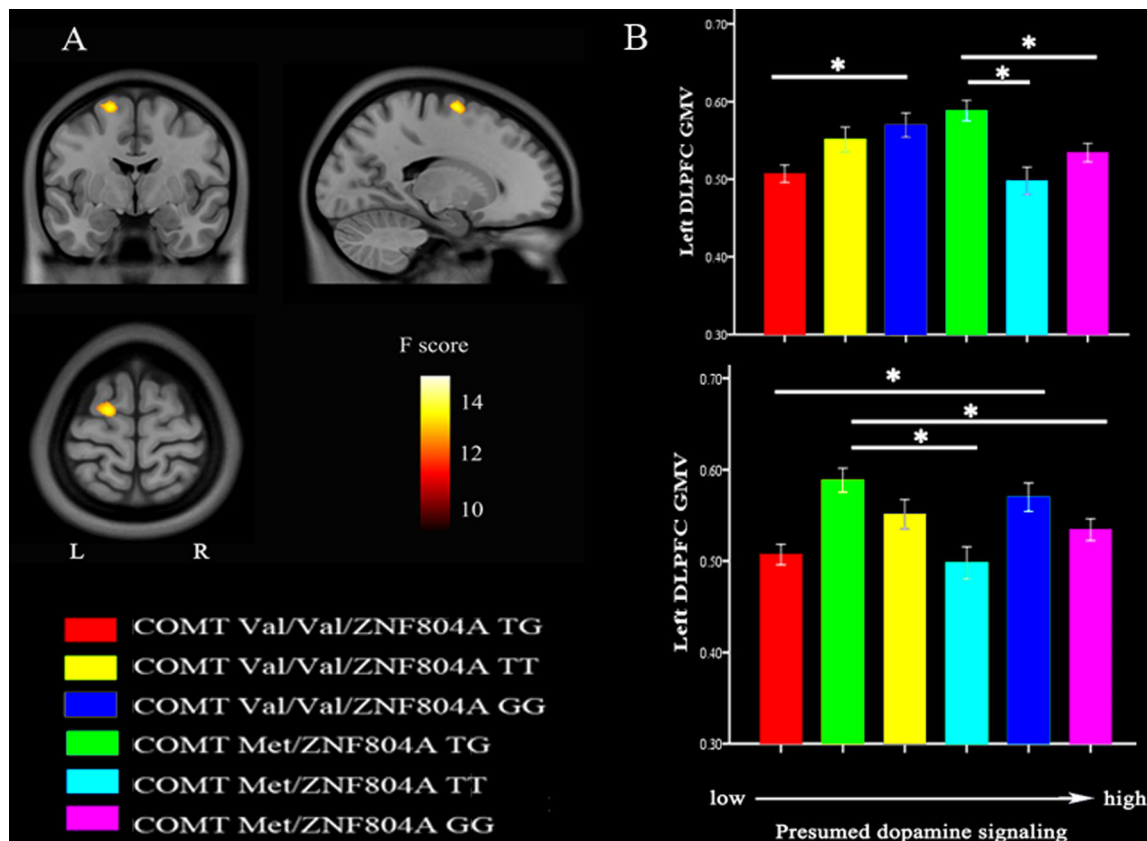 A
B
F score
14
12
10
L R
COMT Val/Val/ZNF804A TG
COMT Val/Val/ZNF804A TT
COMT Val/Val/ZNF804A GG
COMT Met/ZNF804A TG
COMT Met/ZNF804A TT
COMT Met/ZNF804A GG
Left DLPFC GMV
0.70
0.60
0.50
0.40
0.30
*
*
*
Left DLPFC GMV
0.70
0.60
0.50
0.40
0.30
*
*
*
low high
Presumed dopamine signaling